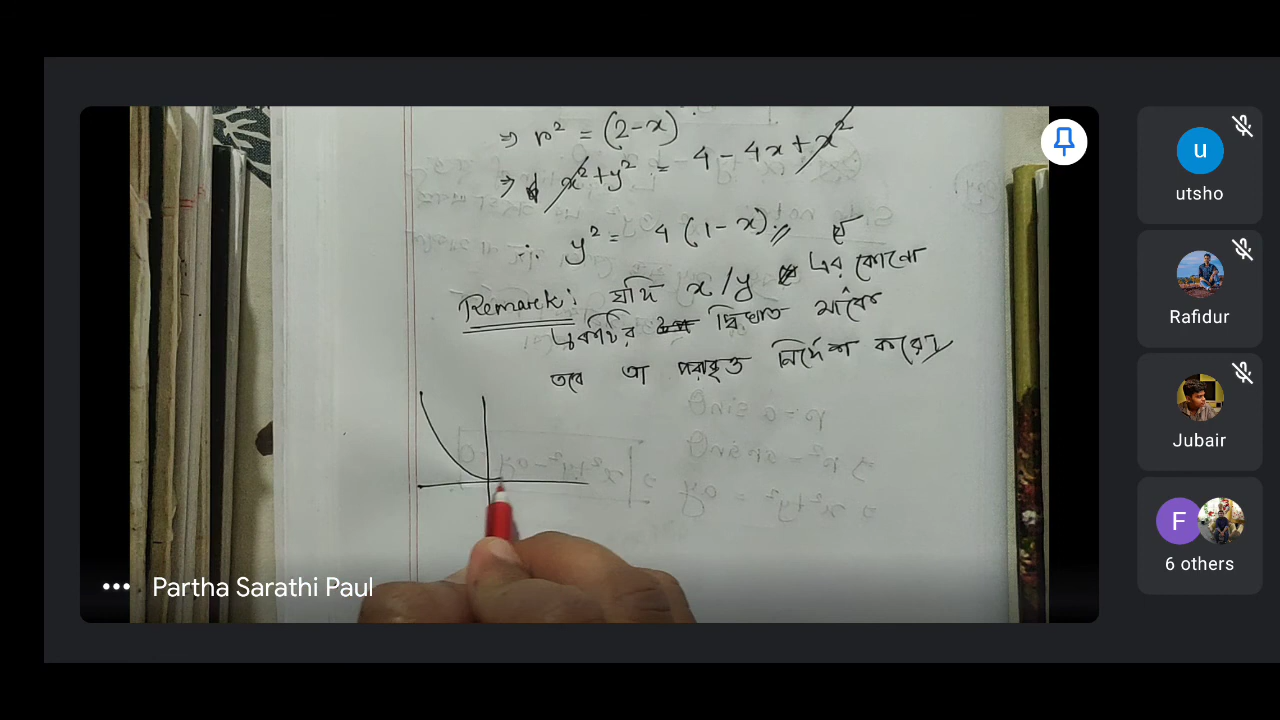 ⇒ r² = (2-x)
⇒ x²+y² = 4-4x+x²
∴ y² = 4(1-x)
Remark: যদি x/y এর কোনো
একটির দ্বিঘাত থাকে
তবে তা পরাবৃত্ত নির্দেশ করে।
Partha Sarathi Paul
u
utsho
Rafidur
Jubair
F
6 others